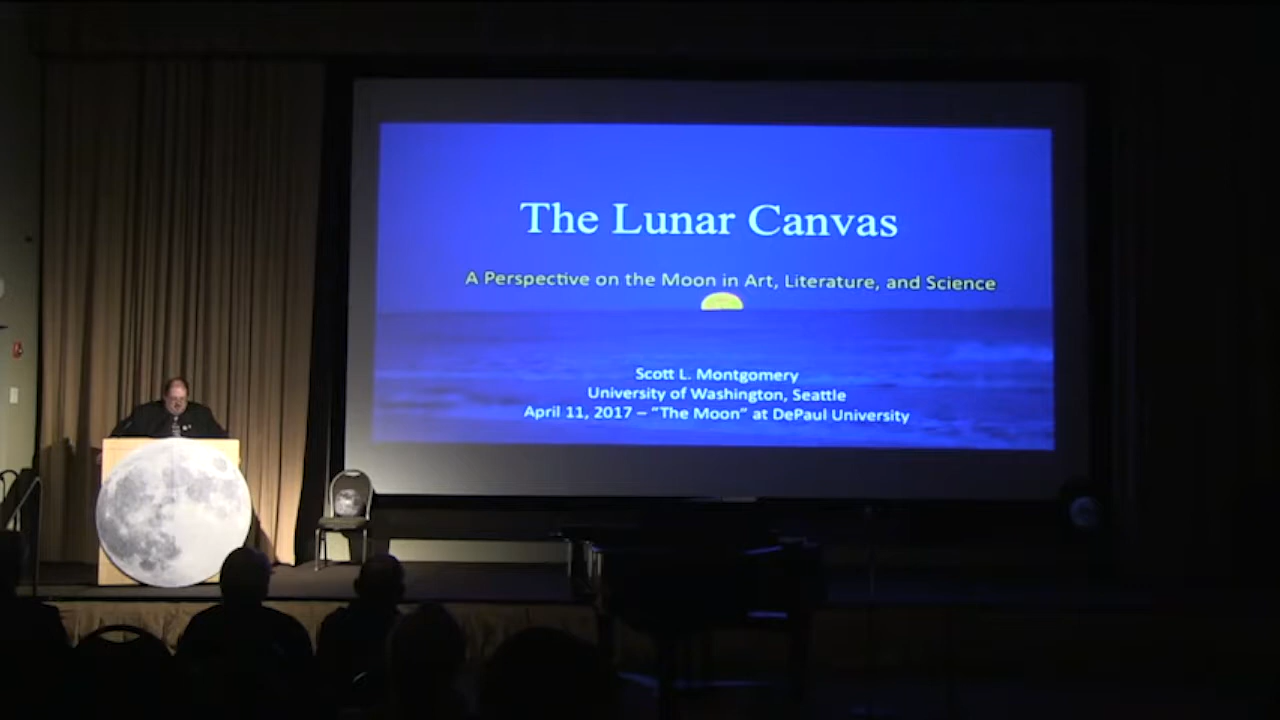 The Lunar Canvas
A Perspective on the Moon in Art, Literature, and Science
Scott L. Montgomery
University of Washington, Seattle
April 11, 2017 – “The Moon” at DePaul University